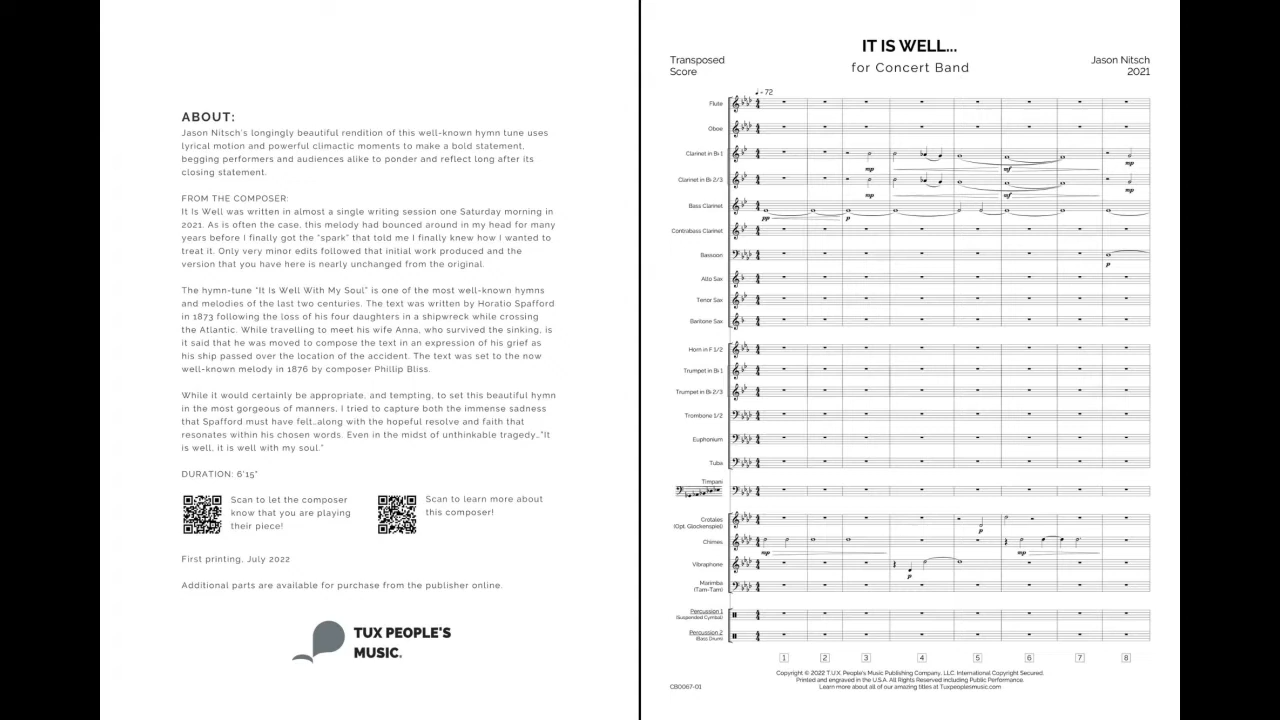 ABOUT:
Jason Nitsch's longingly beautiful rendition of this well-known hymn tune uses
lyrical motion and powerful climactic moments to make a bold statement,
begging performers and audiences alike to ponder and reflect long after its
closing statement.
FROM THE COMPOSER:
It Is Well was written in almost a single writing session one Saturday morning in
2021. As is often the case, this melody had bounced around in my head for many
years before I finally got the "spark" that told me I finally knew how I wanted to
treat it. Only very minor edits followed that initial work produced and the
version that you have here is nearly unchanged from the original.
The hymn-tune "It Is Well With My Soul" is one of the most well-known hymns
and melodies of the last two centuries. The text was written by Horatio Spafford
in 1873 following the loss of his four daughters in a shipwreck while crossing
the Atlantic. While travelling to meet his wife Anna, who survived the sinking, is
it said that he was moved to compose the text in an expression of his grief as
his ship passed over the location of the accident. The text was set to the now
well-known melody in 1876 by composer Phillip Bliss.
While it would certainly be appropriate, and tempting, to set this beautiful hymn
in the most gorgeous of manners, I tried to capture both the immense sadness
that Spafford must have felt...along with the hopeful resolve and faith that
resonates within his chosen words. Even in the midst of unthinkable tragedy..."It
is well, it is well with my soul."
DURATION: 6'15"
Scan to let the composer
know that you are playing
their piece!
Scan to learn more about
this composer!
First printing, July 2022
Additional parts are available for purchase from the publisher online.
TUX PEOPLE'S
MUSIC.
IT IS WELL...
for Concert Band
Transposed
Score
Jason Nitsch
2021
♩ = 72
Flute
Oboe
Clarinet in B♭ 1
mp
mf
mp
Clarinet in B♭ 2/3
mp
mf
mp
Bass Clarinet
pp
p
Contrabass Clarinet
Bassoon
p
Alto Sax
Tenor Sax
Baritone Sax
Horn in F 1/2
Trumpet in B♭ 1
Trumpet in B♭ 2/3
Trombone 1/2
Euphonium
Tuba
Timpani
Crotales
(Opt. Glockenspiel)
p
Chimes
mp
mp
Vibraphone
p
Marimba
(Tam-Tam)
Percussion 1
(Suspended Cymbal)
Percussion 2
(Bass Drum)
1 2 3 4 5 6 7 8
Copyright © 2022 T.U.X. People's Music Publishing Company, LLC. International Copyright Secured.
Printed and engraved in the U.S.A. All Rights Reserved including Public Performance.
Learn more about all of our amazing titles at Tuxpeoplesmusic.com
CB0067-01